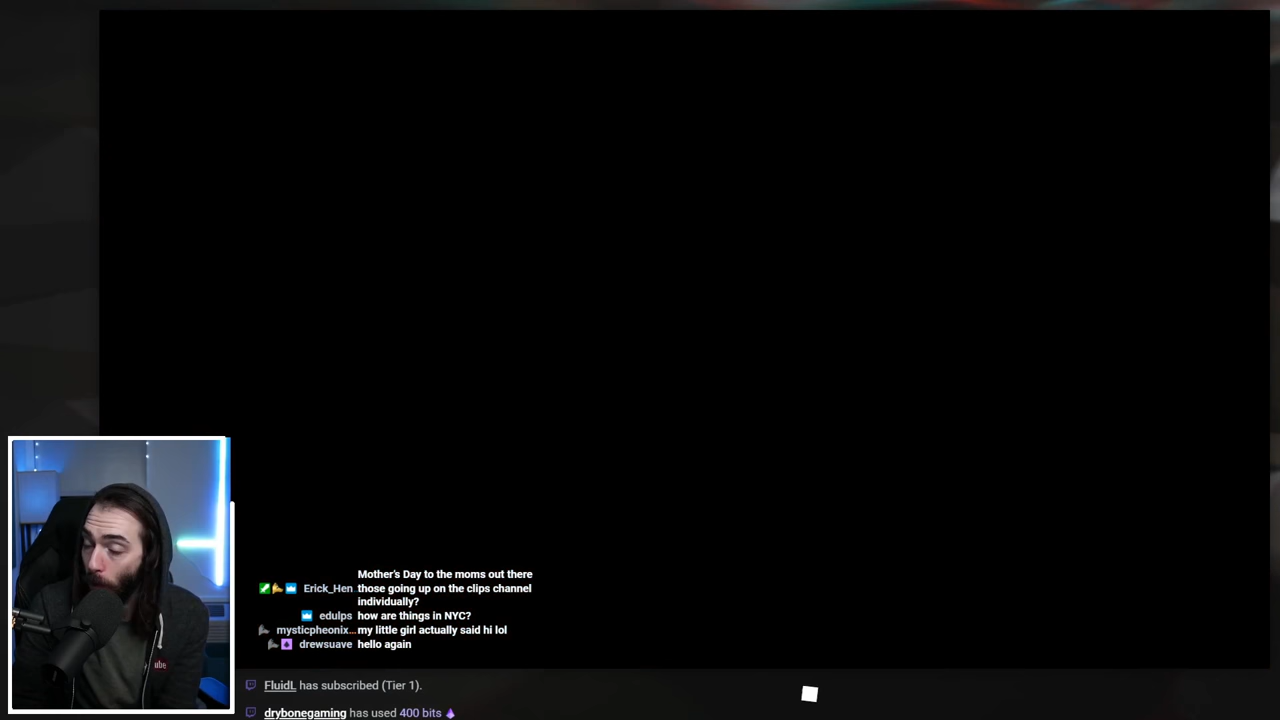 Mother's Day to the moms out there
Erick_Hen those going up on the clips channel
individually?
edulps how are things in NYC?
mysticpheonix... my little girl actually said hi lol
drewsuave hello again
ube
FluidL has subscribed (Tier 1).
drybonegaming has used 400 bits